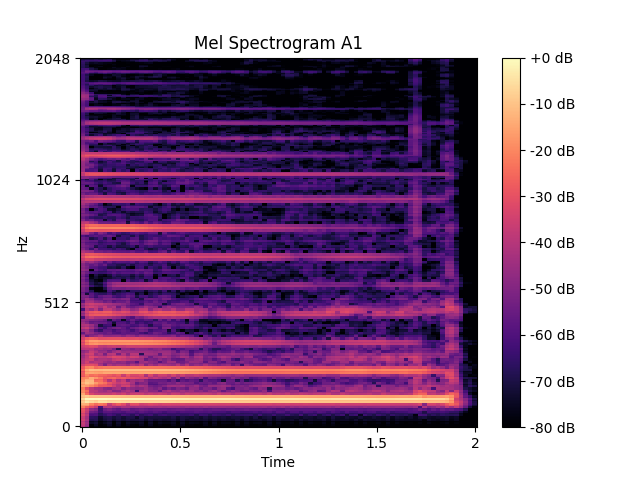 Mel Spectrogram A1
2048
1024
512
0
Hz
0
0.5
1
1.5
2
Time
+0 dB
-10 dB
-20 dB
-30 dB
-40 dB
-50 dB
-60 dB
-70 dB
-80 dB